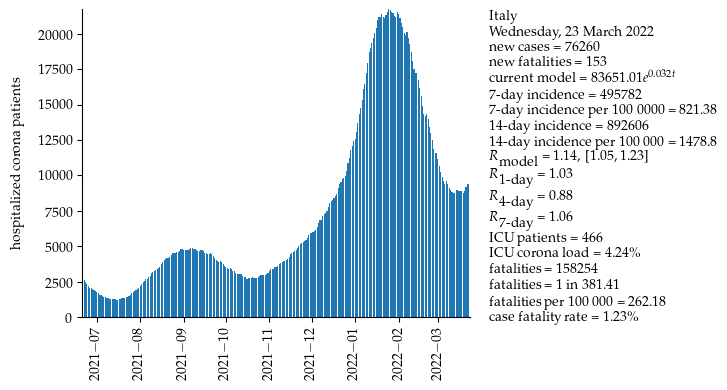 hospitalized corona patients
20000
17500
15000
12500
10000
7500
5000
2500
0
2021−07
2021−08
2021−09
2021−10
2021−11
2021−12
2022−01
2022−02
2022−03
Italy
Wednesday, 23 March 2022
new cases = 76260
new fatalities = 153
current model = 83651.01e^0.032t
7-day incidence = 495782
7-day incidence per 100 0000 = 821.38
14-day incidence = 892606
14-day incidence per 100 000 = 1478.8
R_model = 1.14, [1.05, 1.23]
R_1-day = 1.03
R_4-day = 0.88
R_7-day = 1.06
ICU patients = 466
ICU corona load = 4.24%
fatalities = 158254
fatalities = 1 in 381.41
fatalities per 100 000 = 262.18
case fatality rate = 1.23%